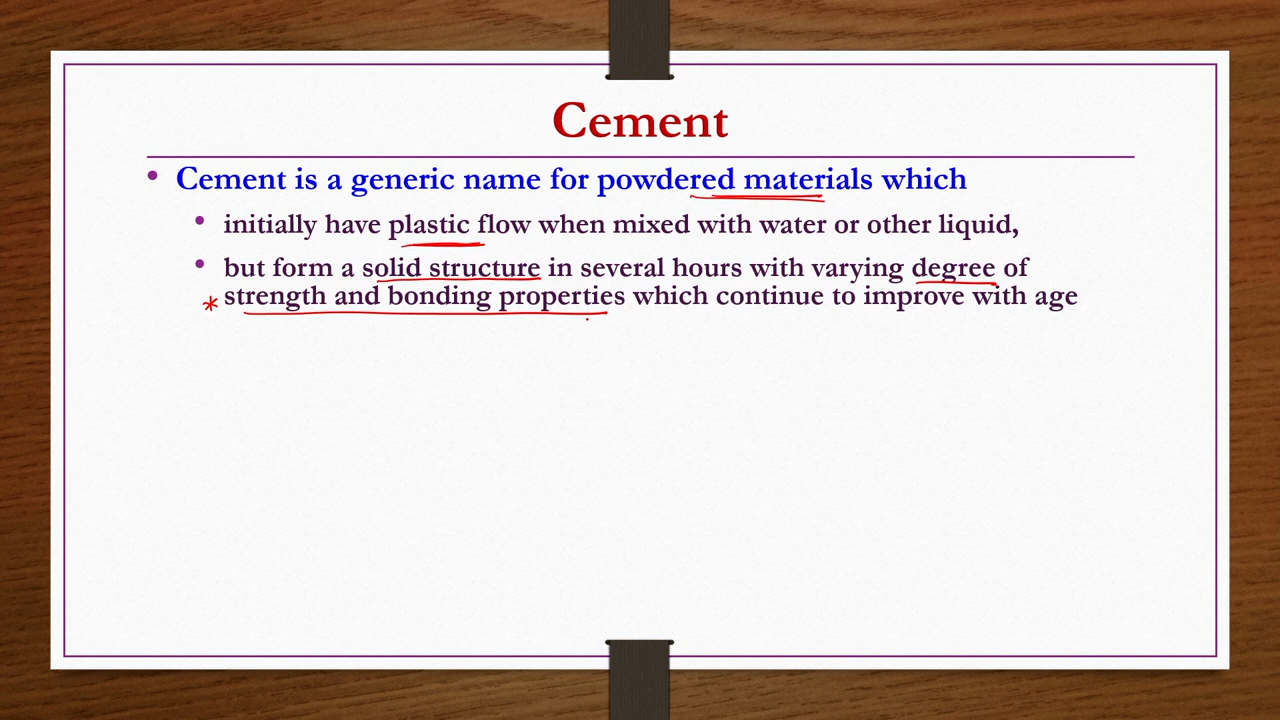 Cement
• Cement is a generic name for powdered materials which
• initially have plastic flow when mixed with water or other liquid,
• but form a solid structure in several hours with varying degree of
* strength and bonding properties which continue to improve with age